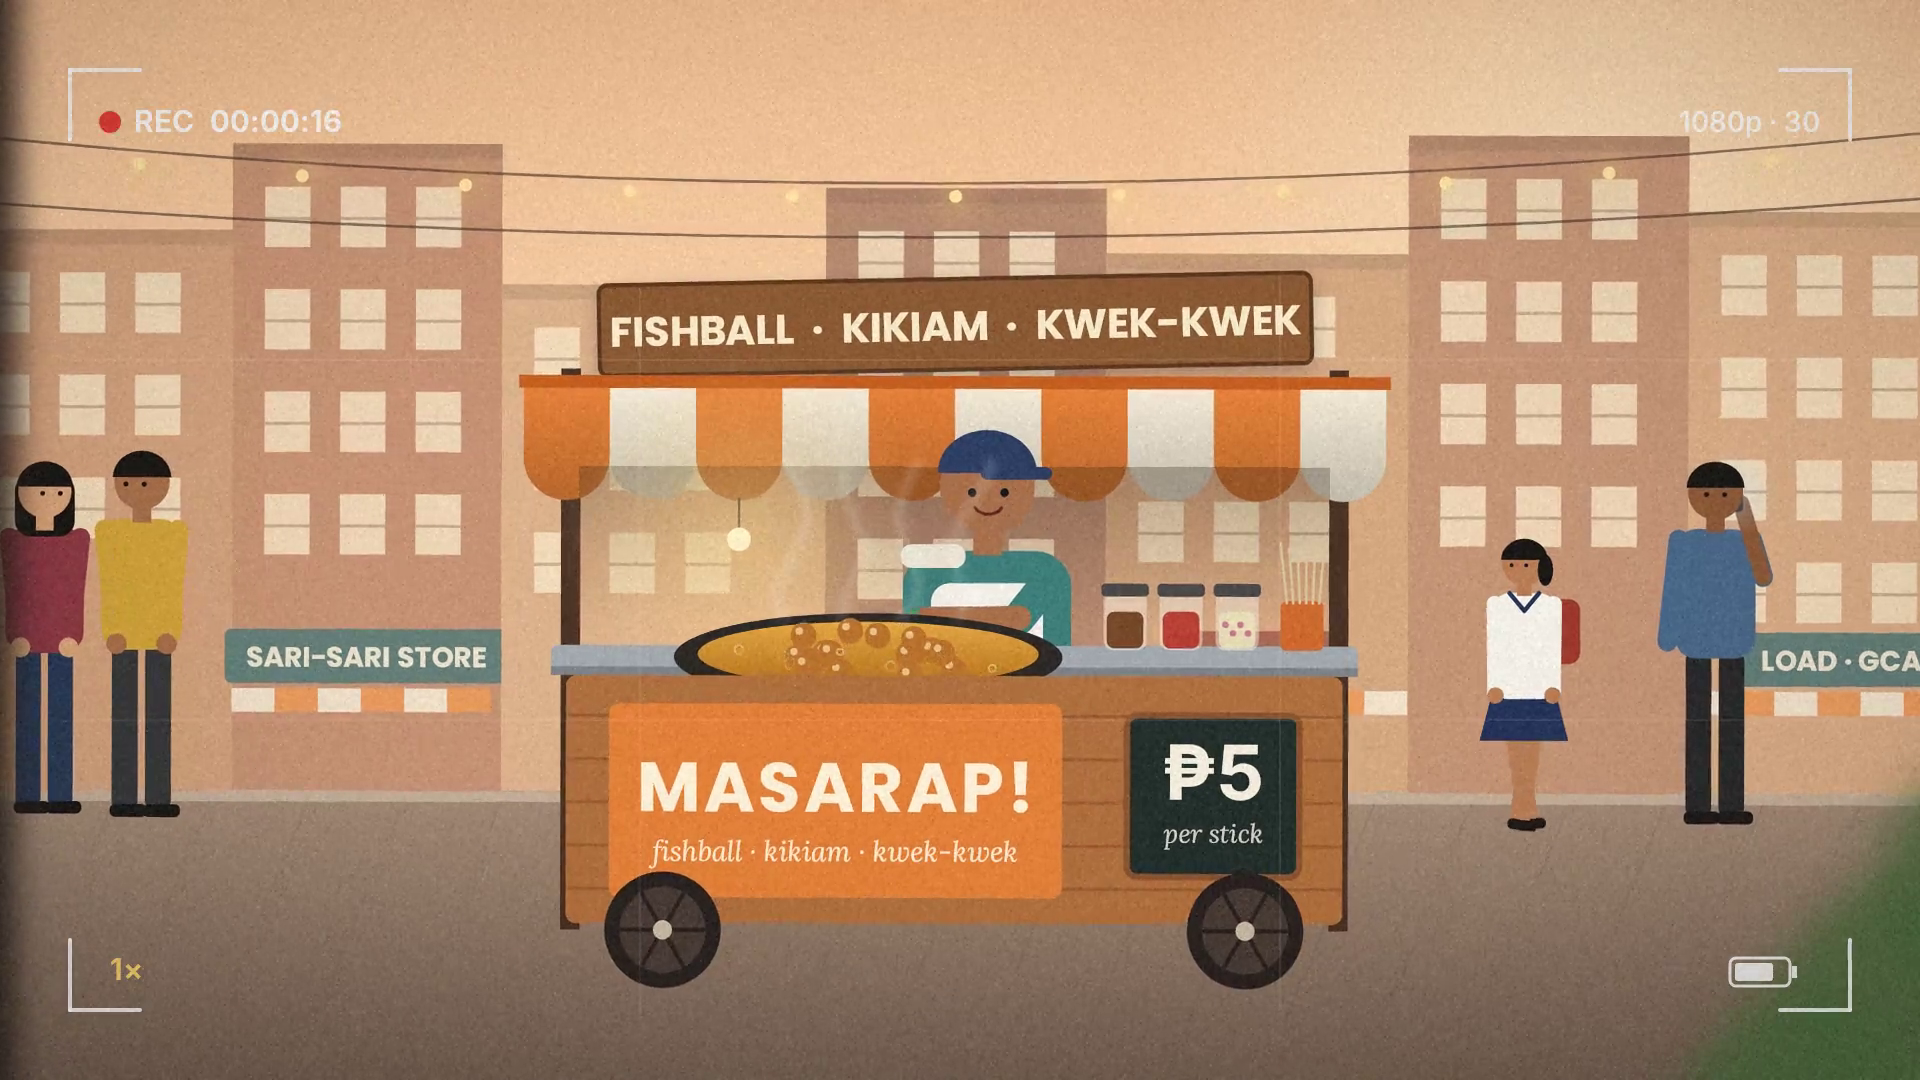 REC 00:00:16
1080p · 30
FISHBALL · KIKIAM · KWEK-KWEK
SARI-SARI STORE
LOAD · GCA
MASARAP!
fishball · kikiam · kwek-kwek
₱5
per stick
1×